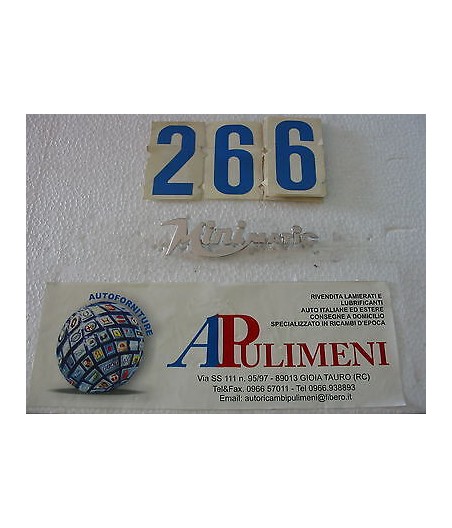 266
Minimatic
AUTOFORNITURE
RIVENDITA LAMIERATI E
LUBRIFICANTI
AUTO ITALIANE ED ESTERE
CONSEGNE A DOMICILIO
SPECIALIZZATO IN RICAMBI D'EPOCA
APULIMENI
Via SS 111 n. 95/97 - 89013 GIOIA TAURO (RC)
Tel&Fax. 0966 57011 - Tel 0966.938893
Email: autoricambipulimeni@libero.it